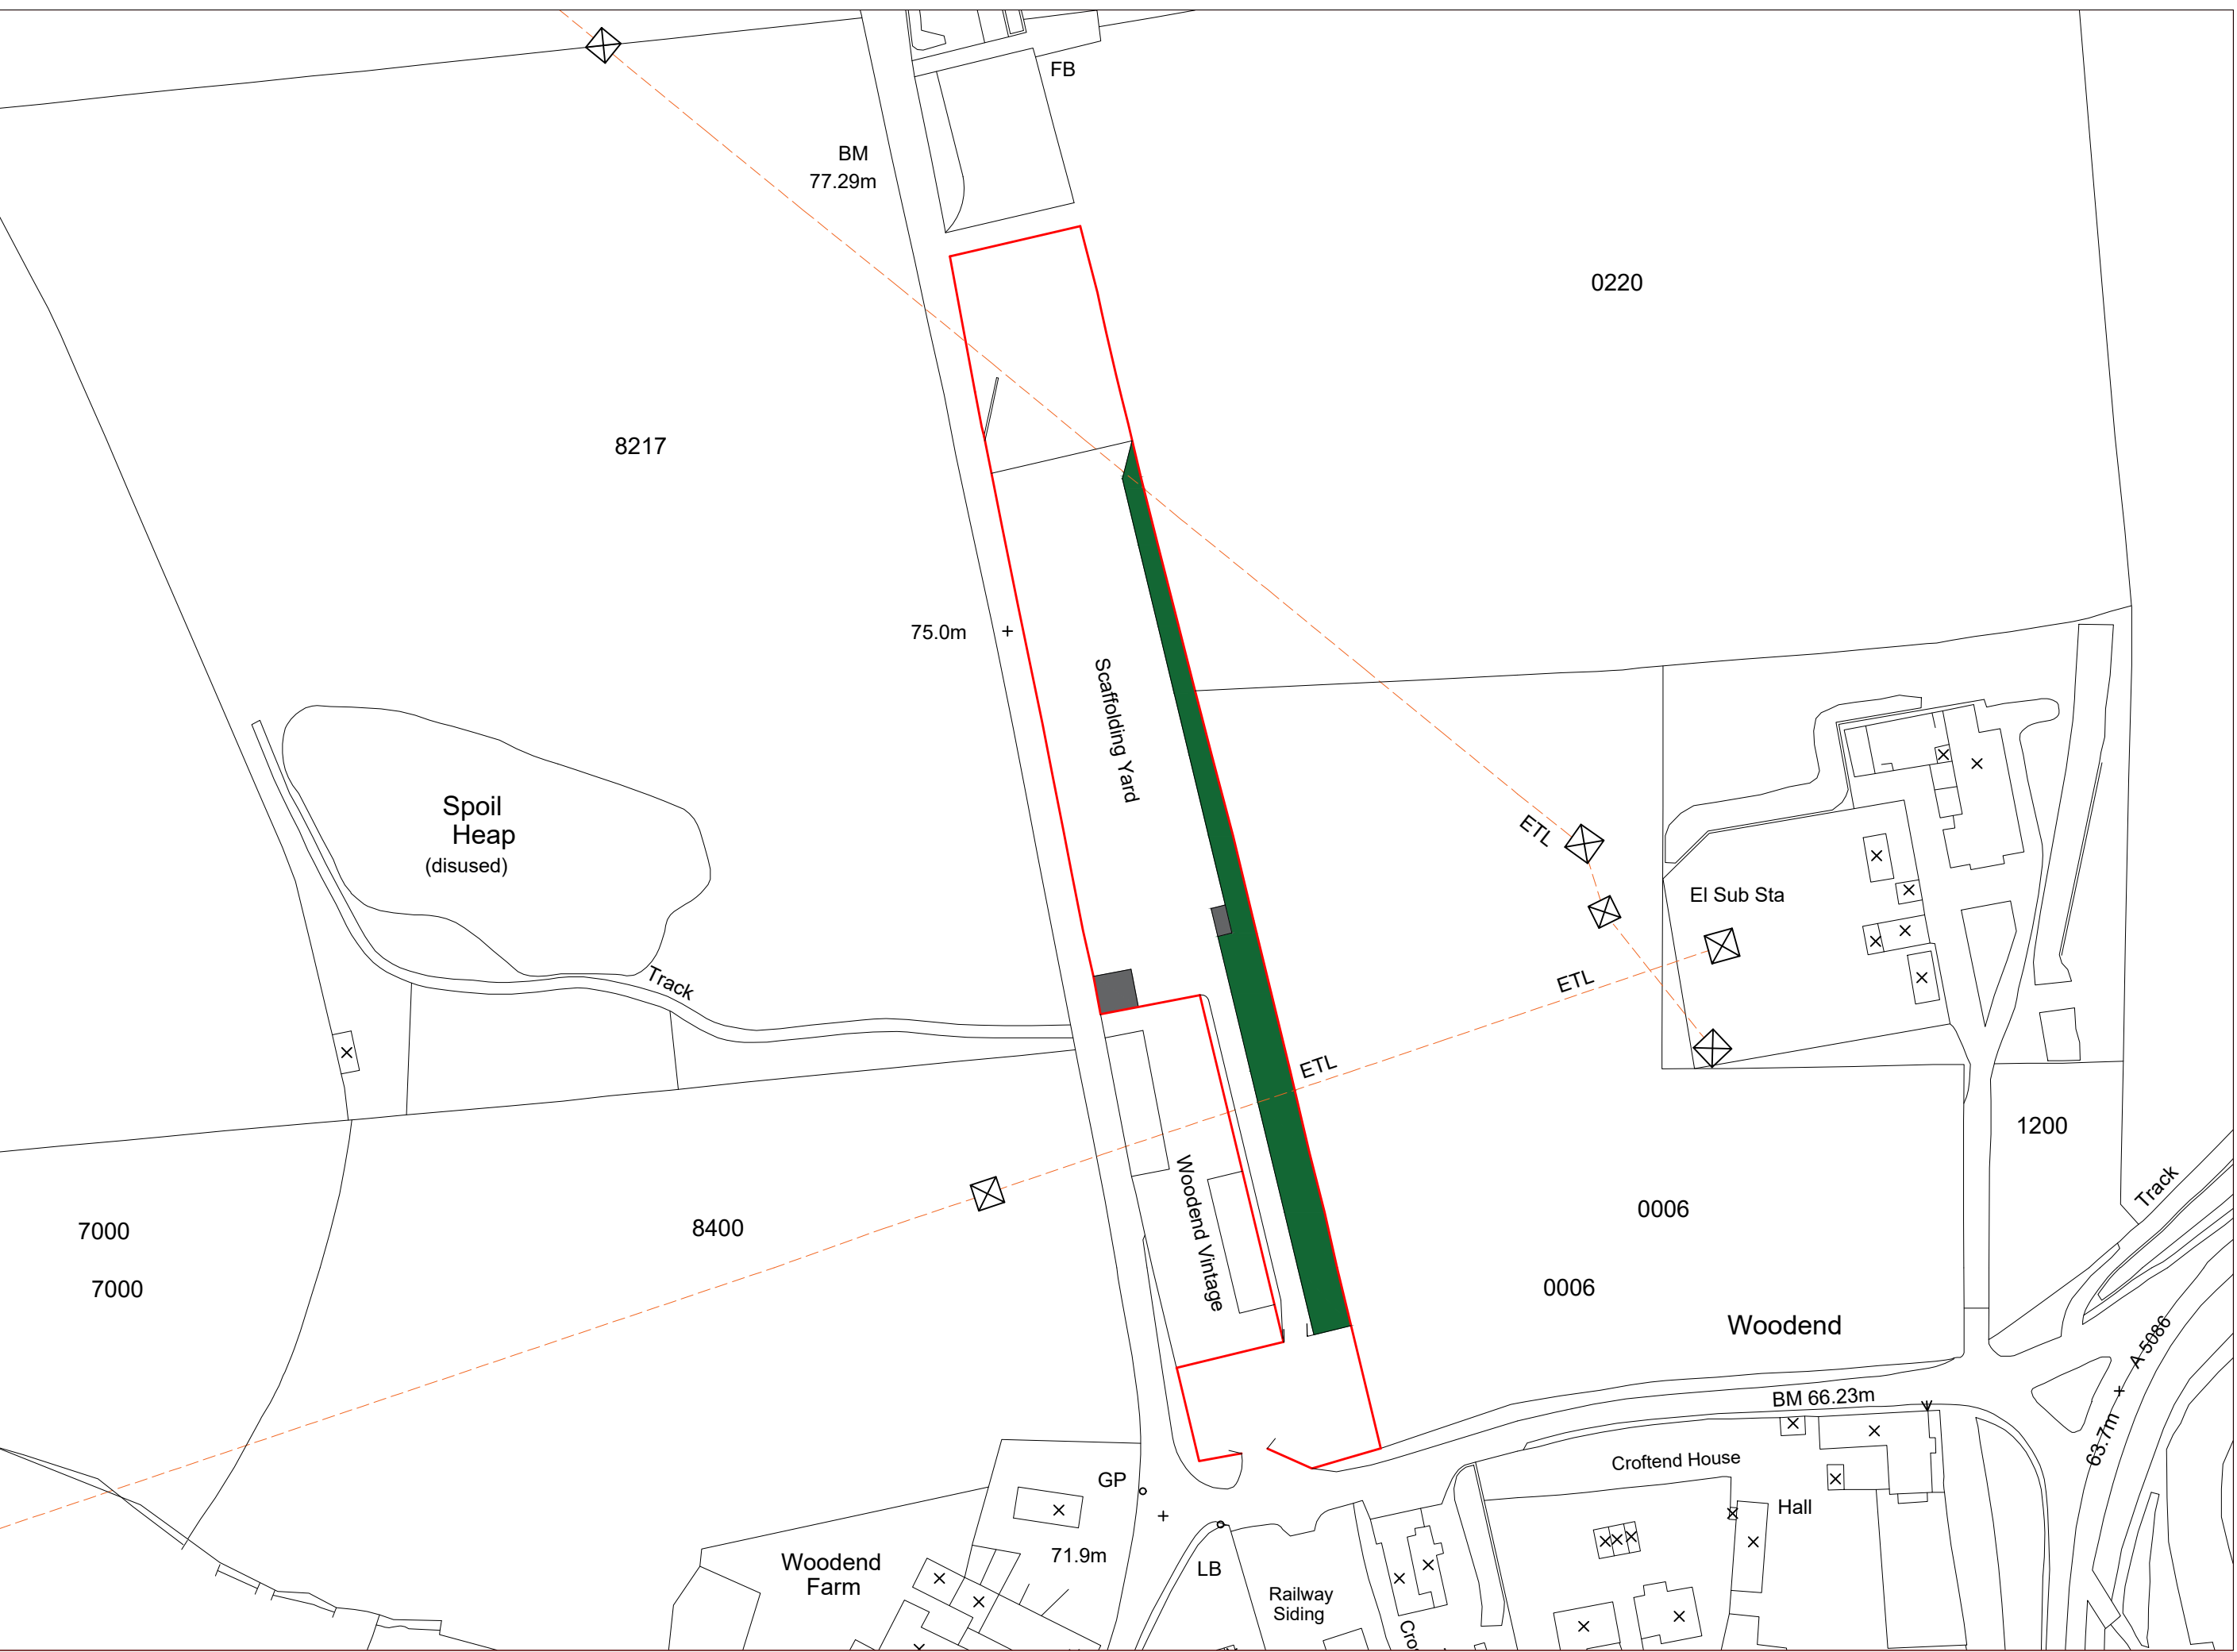 FB
BM
77.29m
0220
8217
75.0m
Scaffolding Yard
Spoil
Heap
(disused)
Track
ETL
El Sub Sta
ETL
ETL
1200
Track
7000
8400
Woodend Vintage
0006
7000
0006
Woodend
A 5086
BM 66.23m
63.7m
Croftend House
GP
Hall
71.9m
Woodend
Farm
LB
Railway
Siding